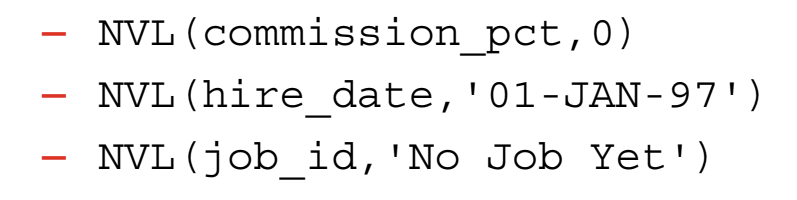 – NVL(commission_pct,0)
– NVL(hire_date,'01-JAN-97')
– NVL(job_id,'No Job Yet')